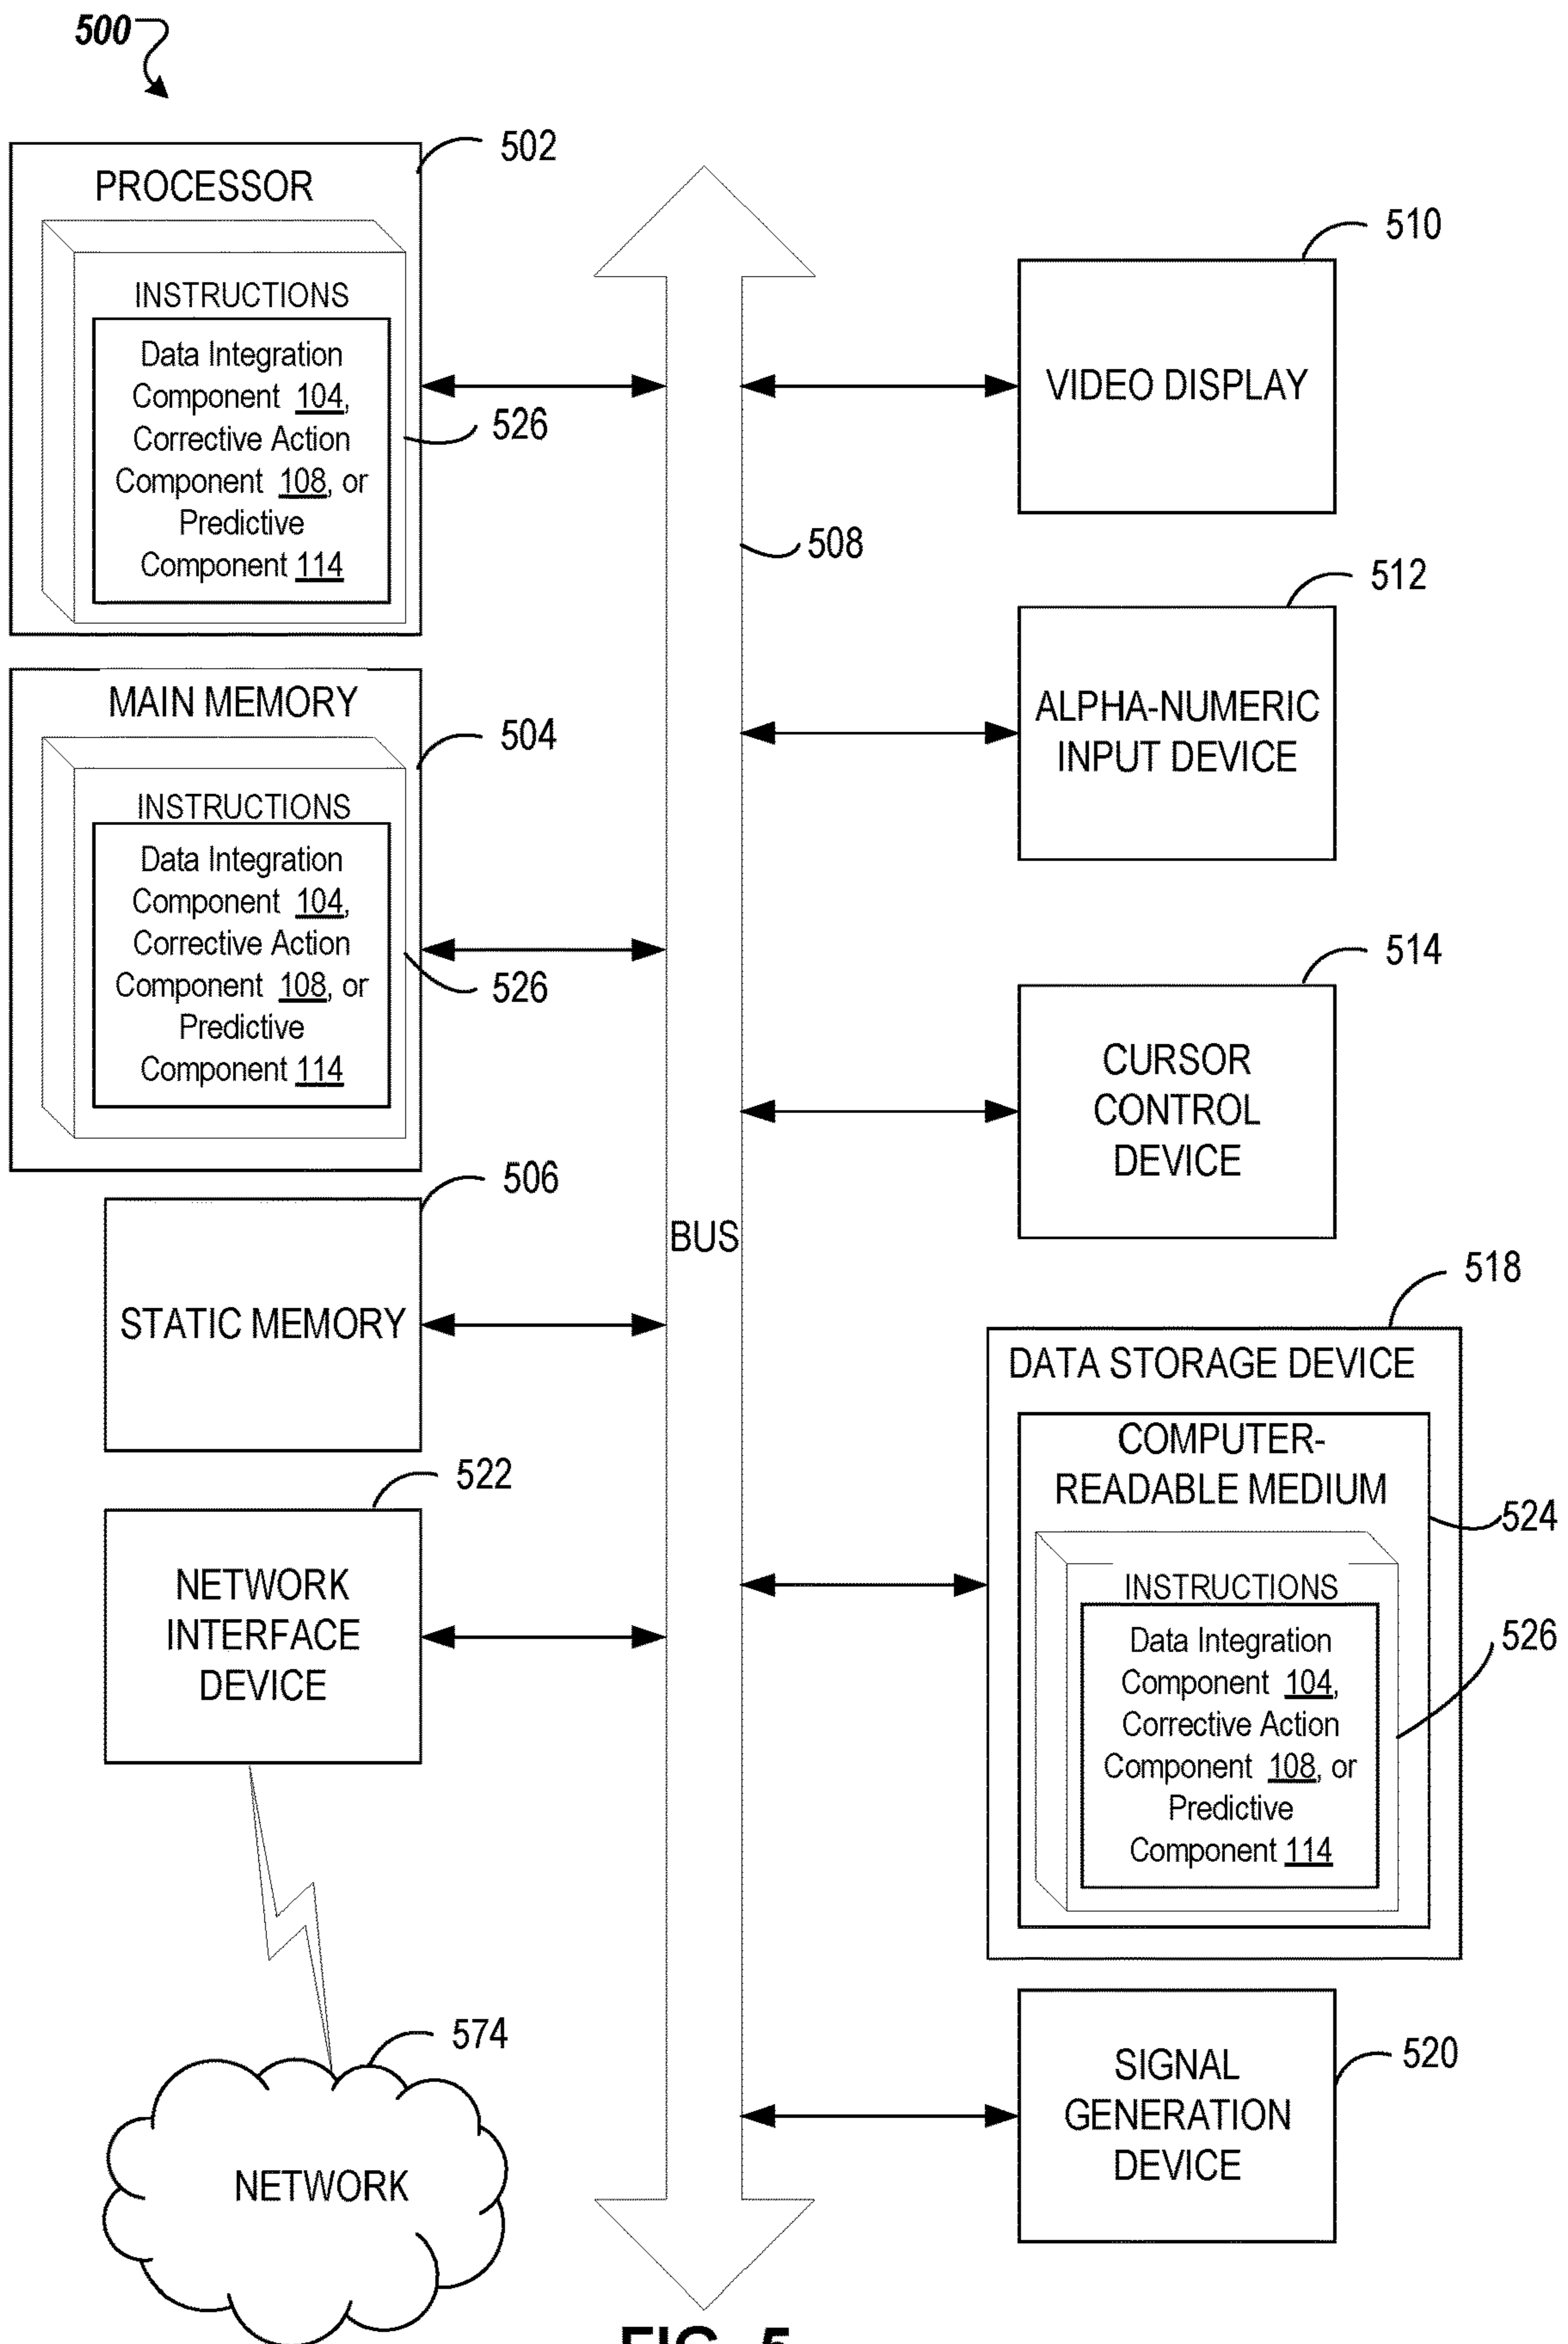 500
502
PROCESSOR
INSTRUCTIONS
Data Integration
Component 104,
Corrective Action
Component 108, or
Predictive
Component 114
526
MAIN MEMORY
504
INSTRUCTIONS
Data Integration
Component 104,
Corrective Action
Component 108, or
Predictive
Component 114
526
506
STATIC MEMORY
522
NETWORK
INTERFACE
DEVICE
574
NETWORK
508
BUS
510
VIDEO DISPLAY
512
ALPHA-NUMERIC
INPUT DEVICE
514
CURSOR
CONTROL
DEVICE
518
DATA STORAGE DEVICE
COMPUTER-
READABLE MEDIUM
524
INSTRUCTIONS
Data Integration
Component 104,
Corrective Action
Component 108, or
Predictive
Component 114
526
520
SIGNAL
GENERATION
DEVICE
FIG. 5